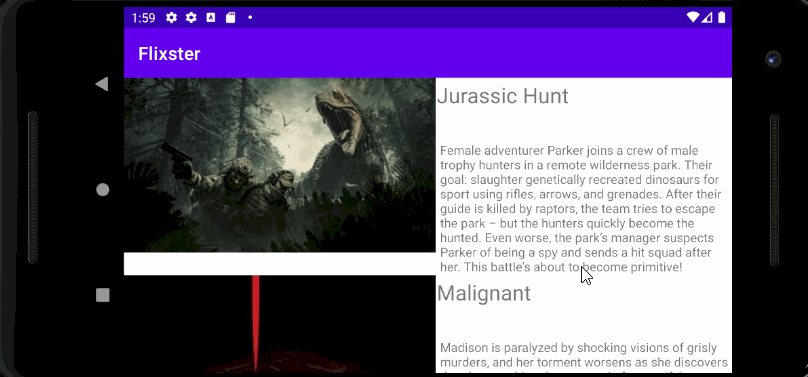 1:59
Flixster
Jurassic Hunt
Female adventurer Parker joins a crew of male
trophy hunters in a remote wilderness park. Their
goal: slaughter genetically recreated dinosaurs for
sport using rifles, arrows, and grenades. After their
guide is killed by raptors, the team tries to escape
the park – but the hunters quickly become the
hunted. Even worse, the park's manager suspects
Parker of being a spy and sends a hit squad after
her. This battle's about to become primitive!
Malignant
Madison is paralyzed by shocking visions of grisly
murders, and her torment worsens as she discovers